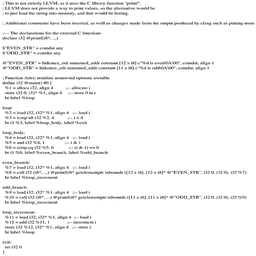 ; This is not strictly LLVM, as it uses the C library function "printf".
; LLVM does not provide a way to print values, so the alternative would be
; to just load the string into memory, and that would be boring.
; Additional comments have been inserted, as well as changes made from the output produced by clang such as putting more
;--- The declarations for the external C functions
declare i32 @printf(i8*, ...)
$"EVEN_STR" = comdat any
$"ODD_STR" = comdat any
@"EVEN_STR" = linkonce_odr unnamed_addr constant [12 x i8] c"%d is even\0A\00", comdat, align 1
@"ODD_STR" = linkonce_odr unnamed_addr constant [11 x i8] c"%d is odd\0A\00", comdat, align 1
; Function Attrs: noinline nounwind optnone uwtable
define i32 @main() #0 {
%1 = alloca i32, align 4 ;-- allocate i
store i32 0, i32* %1, align 4 ;-- store 0 in i
br label %loop
loop:
%2 = load i32, i32* %1, align 4 ;-- load i
%3 = icmp ult i32 %2, 4 ;-- i < 4
br i1 %3, label %loop_body, label %exit
loop_body:
%4 = load i32, i32* %1, align 4 ;-- load i
%5 = and i32 %4, 1 ;-- i & 1
%6 = icmp eq i32 %5, 0 ;-- (i & 1) == 0
br i1 %6, label %even_branch, label %odd_branch
even_branch:
%7 = load i32, i32* %1, align 4 ;-- load i
%8 = call i32 (i8*, ...) @printf(i8* getelementptr inbounds ([12 x i8], [12 x i8]* @"EVEN_STR", i32 0, i32 0), i32 %7)
br label %loop_increment
odd_branch:
%9 = load i32, i32* %1, align 4 ;-- load i
%10 = call i32 (i8*, ...) @printf(i8* getelementptr inbounds ([11 x i8], [11 x i8]* @"ODD_STR", i32 0, i32 0), i32 %9)
br label %loop_increment
loop_increment:
%11 = load i32, i32* %1, align 4 ;-- load i
%12 = add i32 %11, 1 ;-- increment i
store i32 %12, i32* %1, align 4 ;-- store i
br label %loop
exit:
ret i32 0
}